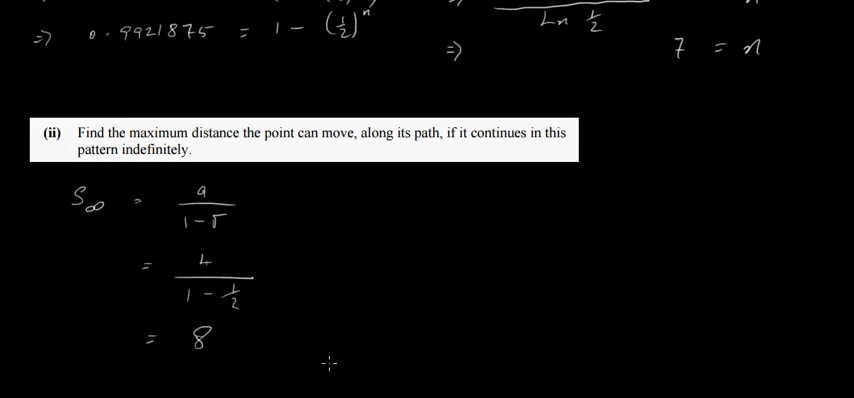 ⇒ 0.9921875 = 1 - (1/2)^n
Ln 1/2
⇒ 7 = n
(ii) Find the maximum distance the point can move, along its path, if it continues in this
pattern indefinitely.
S∞ = a / 1-r
= 4 / 1 - 1/2
= 8